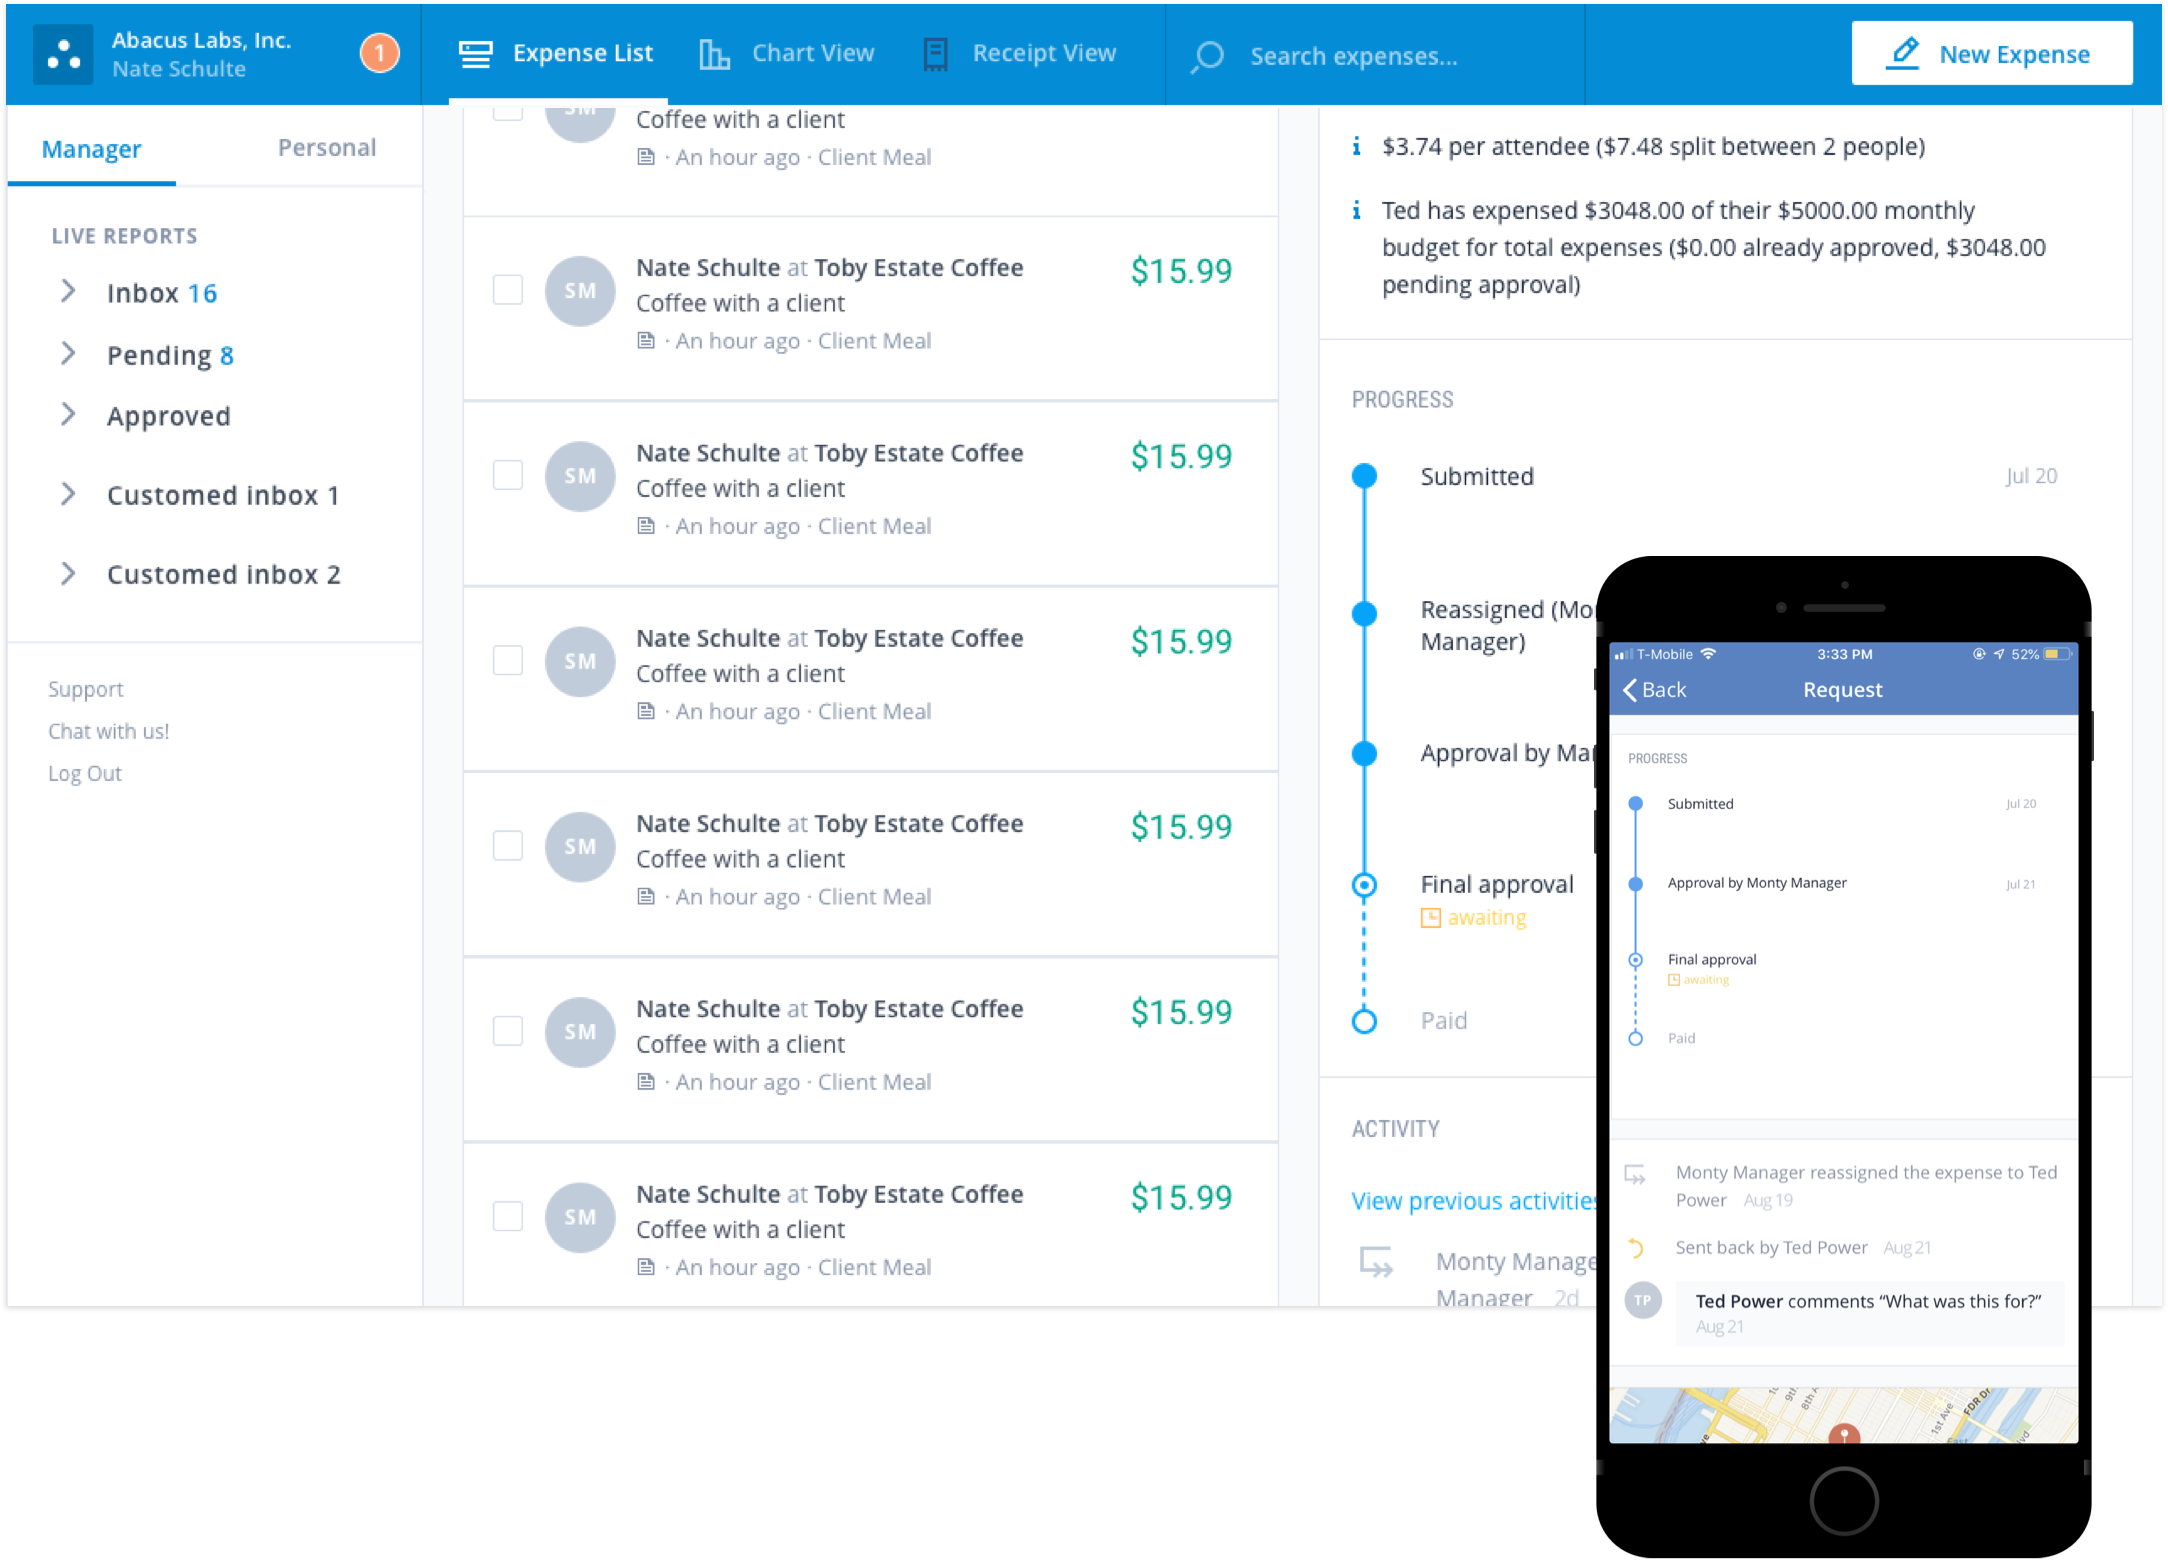 Abacus Labs, Inc.
Nate Schulte
1
Expense List
Chart View
Receipt View
Search expenses...
New Expense
Manager
Personal
LIVE REPORTS
Inbox 16
Pending 8
Approved
Customed inbox 1
Customed inbox 2
Support
Chat with us!
Log Out
SM
Coffee with a client
· An hour ago · Client Meal
SM
Nate Schulte at Toby Estate Coffee
$15.99
Coffee with a client
· An hour ago · Client Meal
SM
Nate Schulte at Toby Estate Coffee
$15.99
Coffee with a client
· An hour ago · Client Meal
SM
Nate Schulte at Toby Estate Coffee
$15.99
Coffee with a client
· An hour ago · Client Meal
SM
Nate Schulte at Toby Estate Coffee
$15.99
Coffee with a client
· An hour ago · Client Meal
SM
Nate Schulte at Toby Estate Coffee
$15.99
Coffee with a client
· An hour ago · Client Meal
SM
Nate Schulte at Toby Estate Coffee
$15.99
Coffee with a client
· An hour ago · Client Meal
i $3.74 per attendee ($7.48 split between 2 people)
i Ted has expensed $3048.00 of their $5000.00 monthly
budget for total expenses ($0.00 already approved, $3048.00
pending approval)
PROGRESS
Submitted
Jul 20
Reassigned (Mo
Manager)
Approval by Ma
Final approval
awaiting
Paid
ACTIVITY
View previous activities
Monty Manage
Manager 2d
T-Mobile
3:33 PM
52%
Back
Request
PROGRESS
Submitted
Jul 20
Approval by Monty Manager
Jul 21
Final approval
awaiting
Paid
Monty Manager reassigned the expense to Ted
Power Aug 19
Sent back by Ted Power Aug 21
TP
Ted Power comments “What was this for?”
Aug 21
8th A
1st Ave
FDR Dr
East